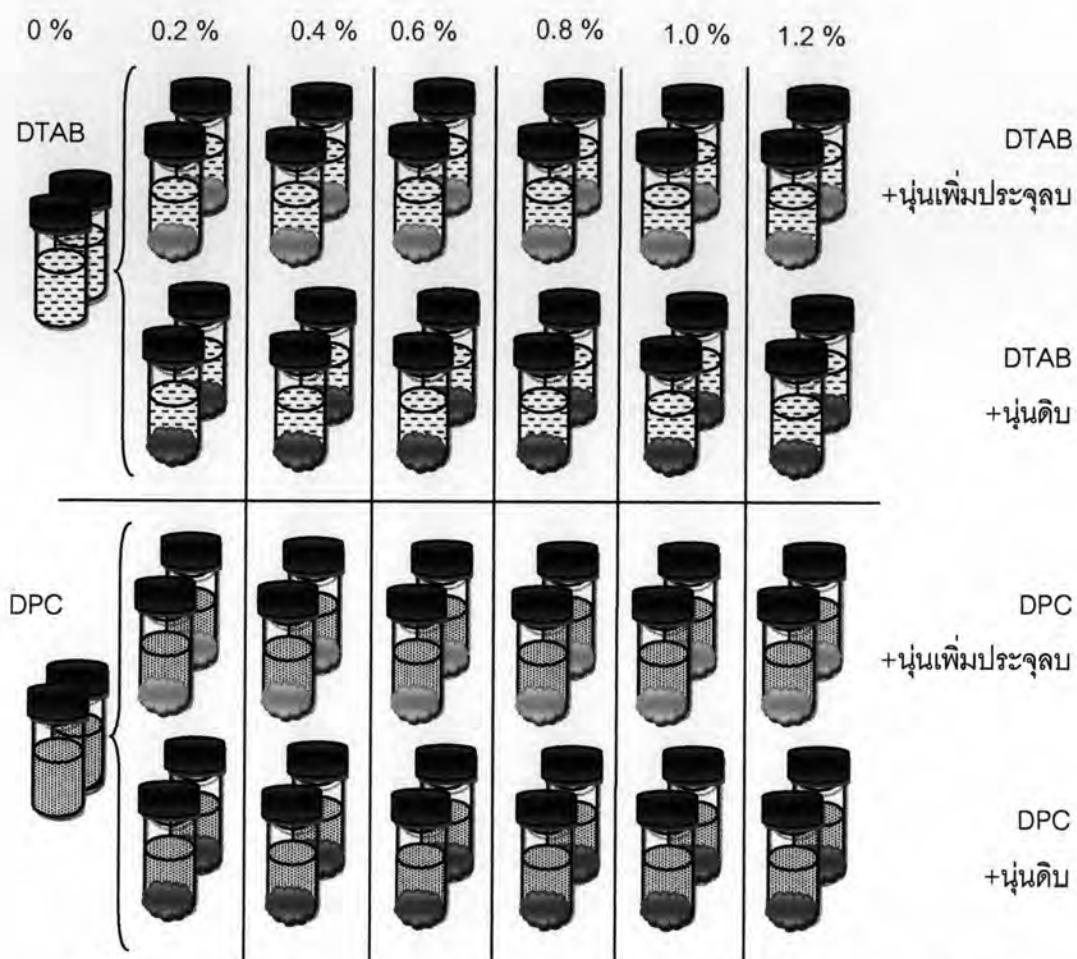 0 % 0.2 % 0.4 % 0.6 % 0.8 % 1.0 % 1.2 %
DTAB
DTAB
+นุ่นเพิ่มประจุลบ
DTAB
+นุ่นดิบ
DPC
DPC
+นุ่นเพิ่มประจุลบ
DPC
+นุ่นดิบ